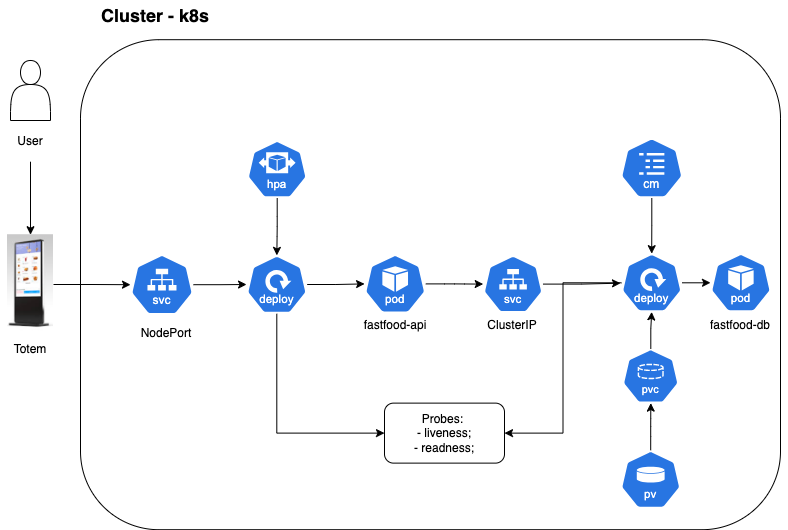 Cluster - k8s
User
Totem
hpa
cm
svc
NodePort
deploy
pod
fastfood-api
svc
ClusterIP
deploy
pod
fastfood-db
pvc
pv
Probes:
- liveness;
- readness;